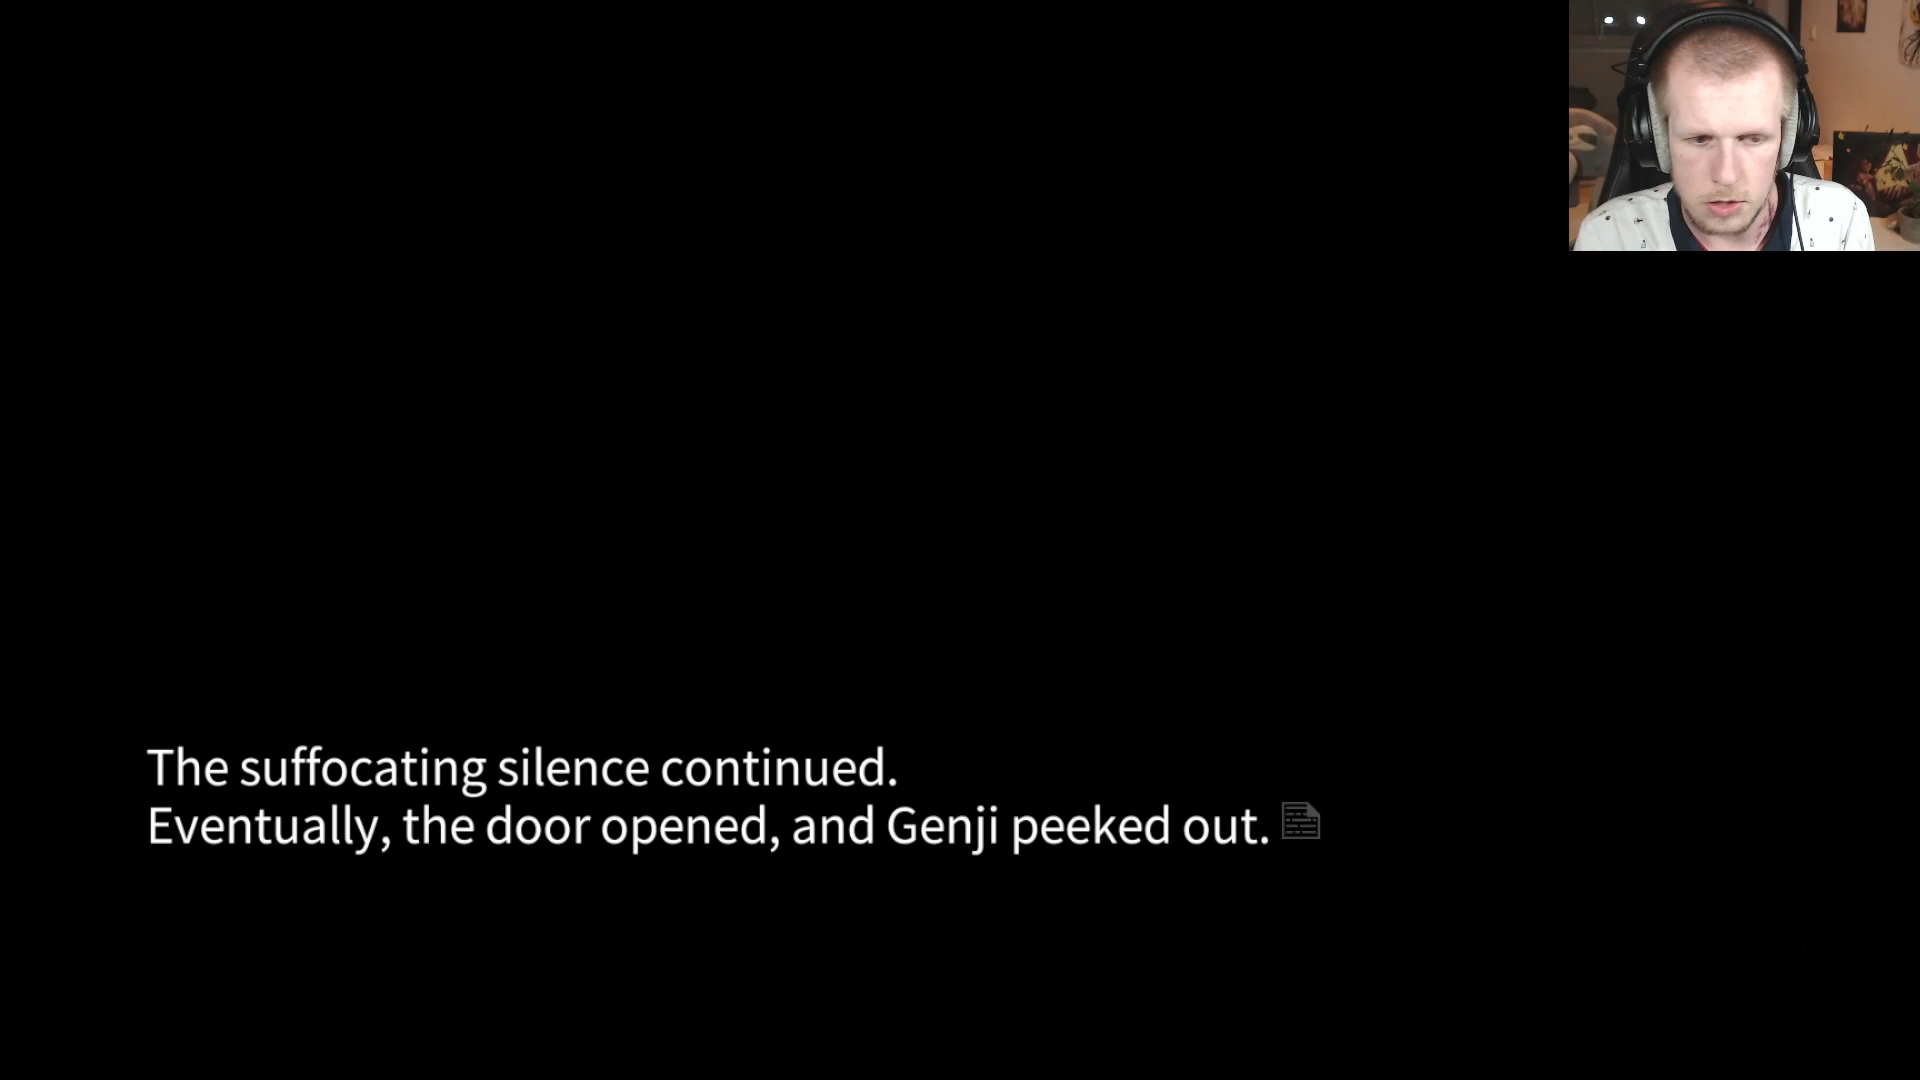 The suffocating silence continued.
Eventually, the door opened, and Genji peeked out.